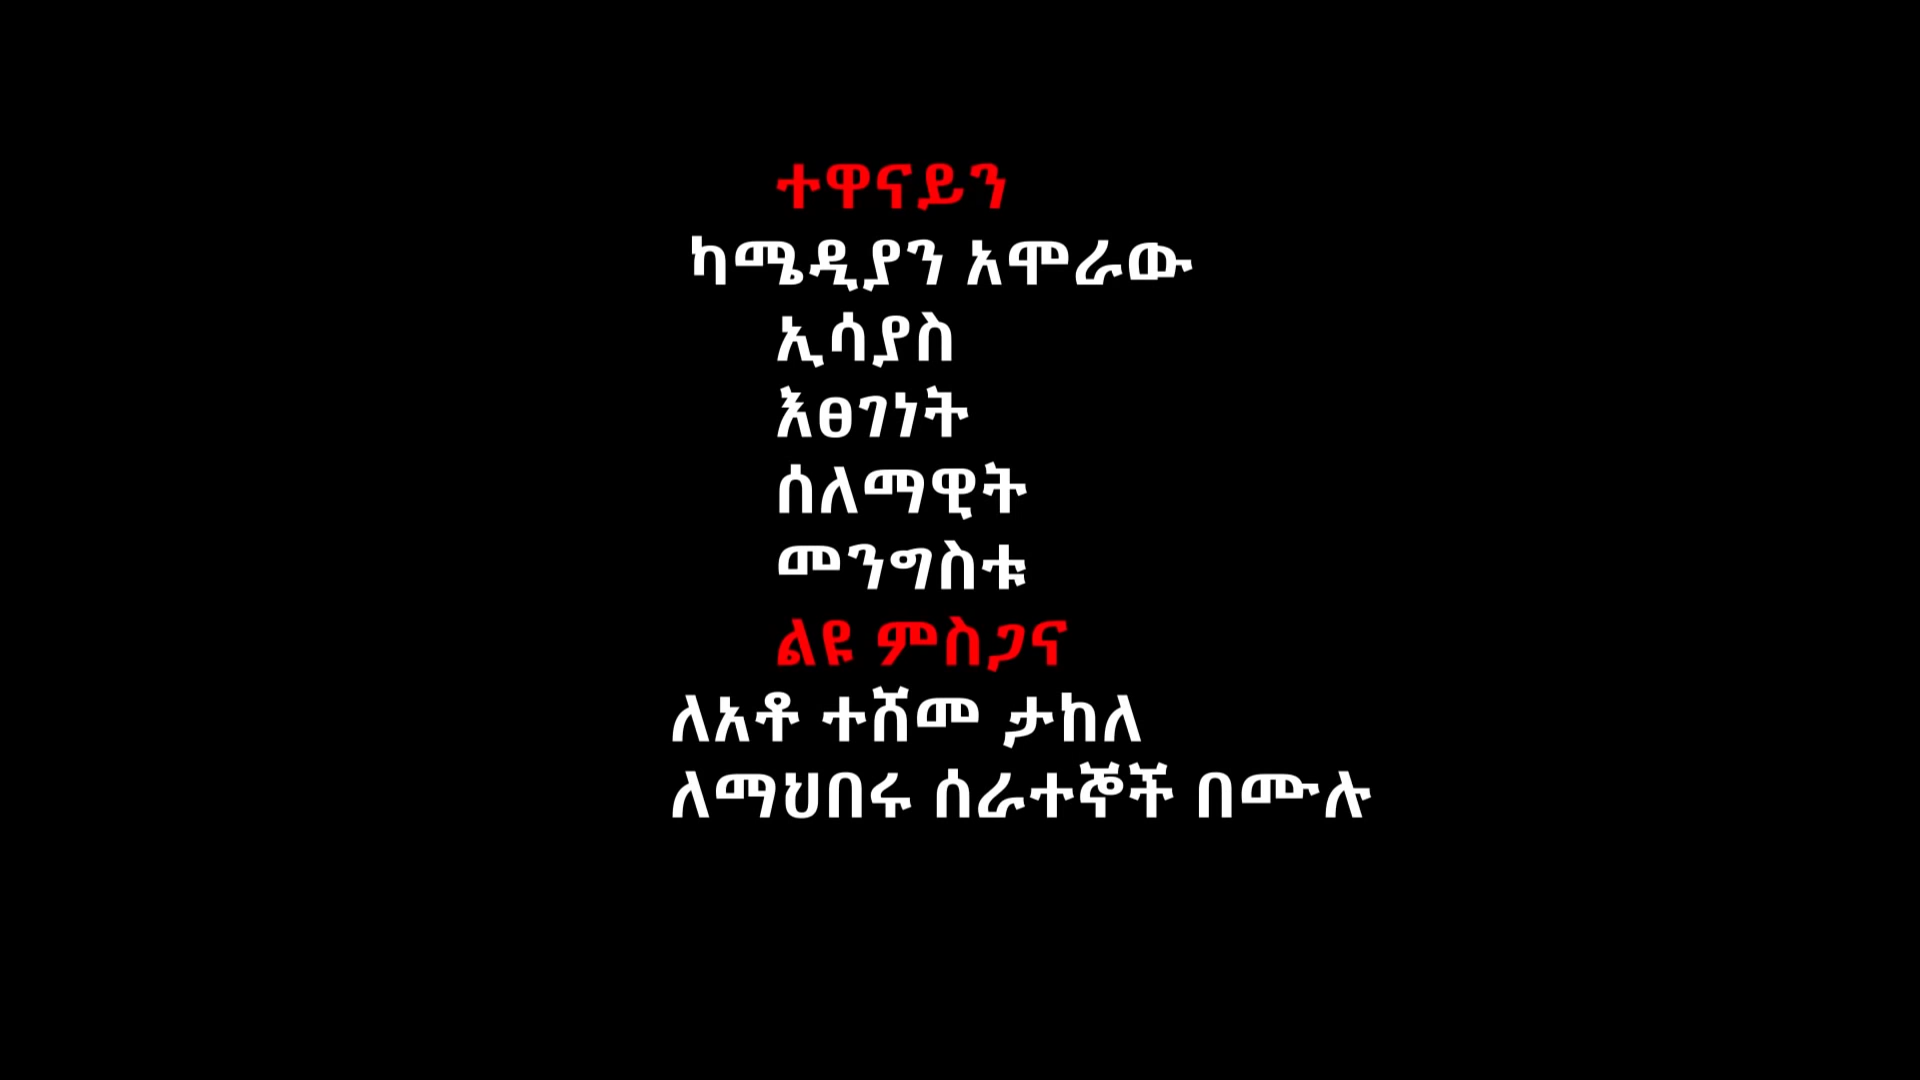 ተዋናይን
ካሜዲያን አሞራው
ኢሳያስ
እፀገነት
ሰለማዊት
መንግስቱ
ልዩ ምስጋና
ለአቶ ተሸመ ታከለ
ለማህበሩ ሰራተኞች በሙሉ